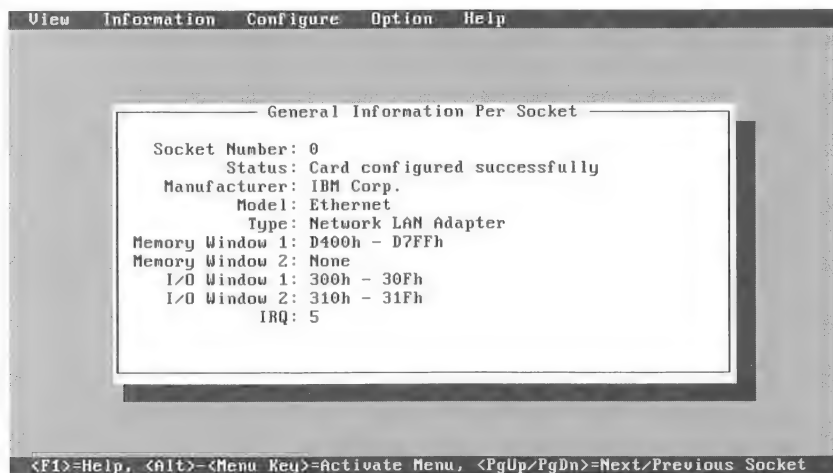 View Information Configure Option Help
General Information Per Socket
Socket Number: 0
Status: Card configured successfully
Manufacturer: IBM Corp.
Model: Ethernet
Type: Network LAN Adapter
Memory Window 1: D400h - D7FFh
Memory Window 2: None
I/O Window 1: 300h - 30Fh
I/O Window 2: 310h - 31Fh
IRQ: 5
<F1>=Help, <Alt>-<Menu Key>=Activate Menu, <PgUp/PgDn>=Next/Previous Socket